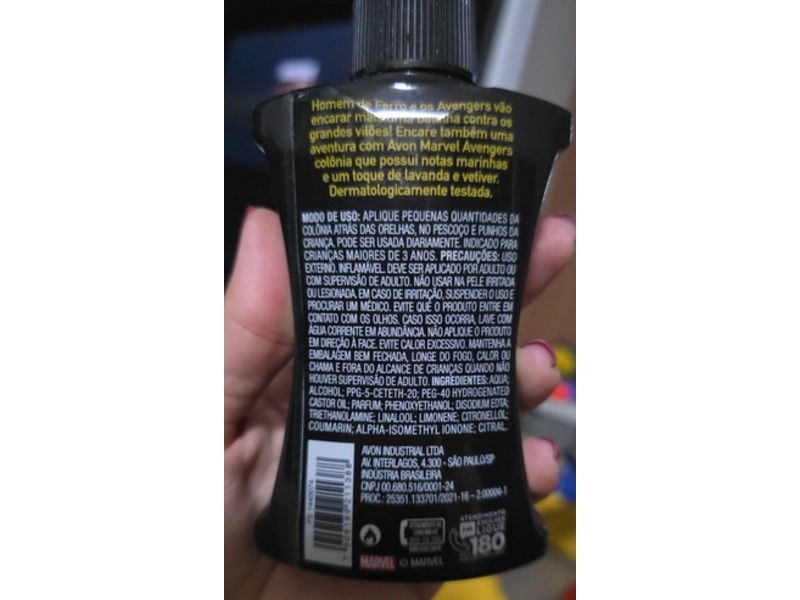 Homem de Ferro e os Avengers vão
encarar mais uma batalha contra os
grandes vilões! Encare também uma
aventura com Avon Marvel Avengers
colônia que possui notas marinhas
e um toque de lavanda e vetiver.
Dermatologicamente testada.
MODO DE USO: APLIQUE PEQUENAS QUANTIDADES DA
COLÔNIA ATRÁS DAS ORELHAS, NO PESCOÇO E PUNHOS DA
CRIANÇA. PODE SER USADA DIARIAMENTE. INDICADO PARA
CRIANÇAS MAIORES DE 3 ANOS. PRECAUÇÕES: USO
EXTERNO. INFLAMÁVEL. DEVE SER APLICADO POR ADULTO OU
COM SUPERVISÃO DE ADULTO. NÃO USAR NA PELE IRRITADA
OU LESIONADA. EM CASO DE IRRITAÇÃO, SUSPENDER O USO E
PROCURAR UM MÉDICO. EVITE QUE O PRODUTO ENTRE EM
CONTATO COM OS OLHOS. CASO ISSO OCORRA, LAVE COM
ÁGUA CORRENTE EM ABUNDÂNCIA. NÃO APLIQUE O PRODUTO
EM DIREÇÃO À FACE. EVITE CALOR EXCESSIVO. MANTENHA A
EMBALAGEM BEM FECHADA, LONGE DO FOGO, CALOR OU
CHAMA E FORA DO ALCANCE DE CRIANÇAS QUANDO NÃO
HOUVER SUPERVISÃO DE ADULTO. INGREDIENTES: AQUA;
ALCOHOL; PPG-5-CETETH-20; PEG-40 HYDROGENATED
CASTOR OIL; PARFUM; PHENOXYETHANOL; DISODIUM EDTA;
TRIETHANOLAMINE; LINALOOL; LIMONENE; CITRONELLOL;
COUMARIN; ALPHA-ISOMETHYL IONONE; CITRAL.
AVON INDUSTRIAL LTDA
AV. INTERLAGOS, 4.300 - SÃO PAULO/SP
INDÚSTRIA BRASILEIRA
CNPJ 00.680.516/0001-24
PROC.: 25351.133701/2021-16 – 2.00004-1
ATENDIMENTO
À MULHER
LIGUE
180
MARVEL © MARVEL